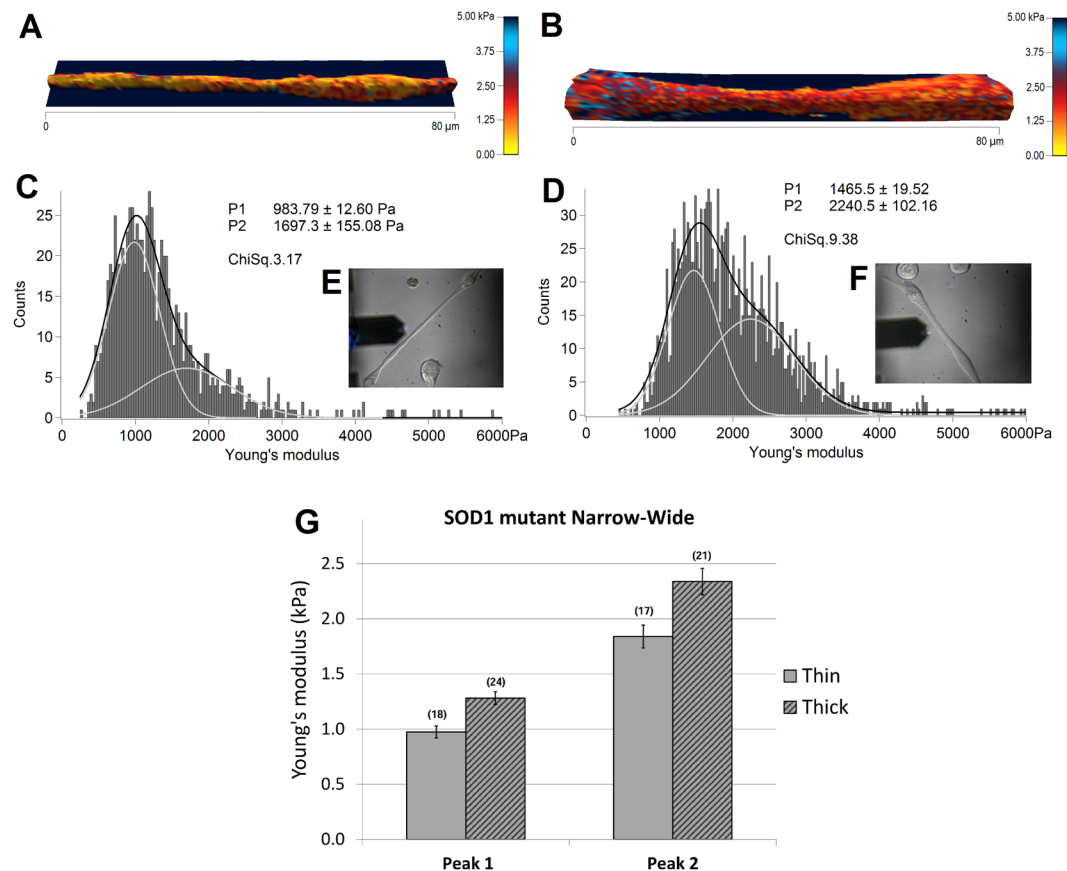 A
5.00 kPa
3.75
2.50
1.25
0.00
0
80 µm
B
5.00 kPa
3.75
2.50
1.25
0.00
0
80 µm
C
P1 983.79 ± 12.60 Pa
P2 1697.3 ± 155.08 Pa
ChiSq.3.17
E
Counts
25
20
15
10
5
0
0 1000 2000 3000 4000 5000 6000Pa
Young's modulus
D
P1 1465.5 ± 19.52
P2 2240.5 ± 102.16
ChiSq.9.38
F
Counts
30
25
20
15
10
5
0
0 1000 2000 3000 4000 5000 6000Pa
Young's modulus
G
SOD1 mutant Narrow-Wide
Young's modulus (kPa)
2.5
2.0
1.5
1.0
0.5
0.0
(18)
(24)
(17)
(21)
Thin
Thick
Peak 1
Peak 2